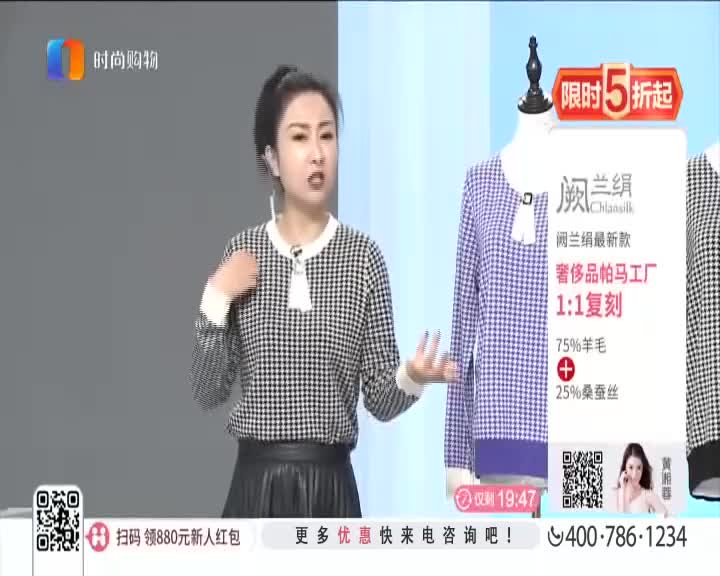 时尚购物
限时5折起
阙兰绢
Chlansilk
阙兰绢最新款
奢侈品帕马工厂
1:1复刻
75%羊毛
25%桑蚕丝
黄湘蓉
仅剩 19:47
扫码 领880元新人红包
更多优惠快来电咨询吧！
400·786·1234